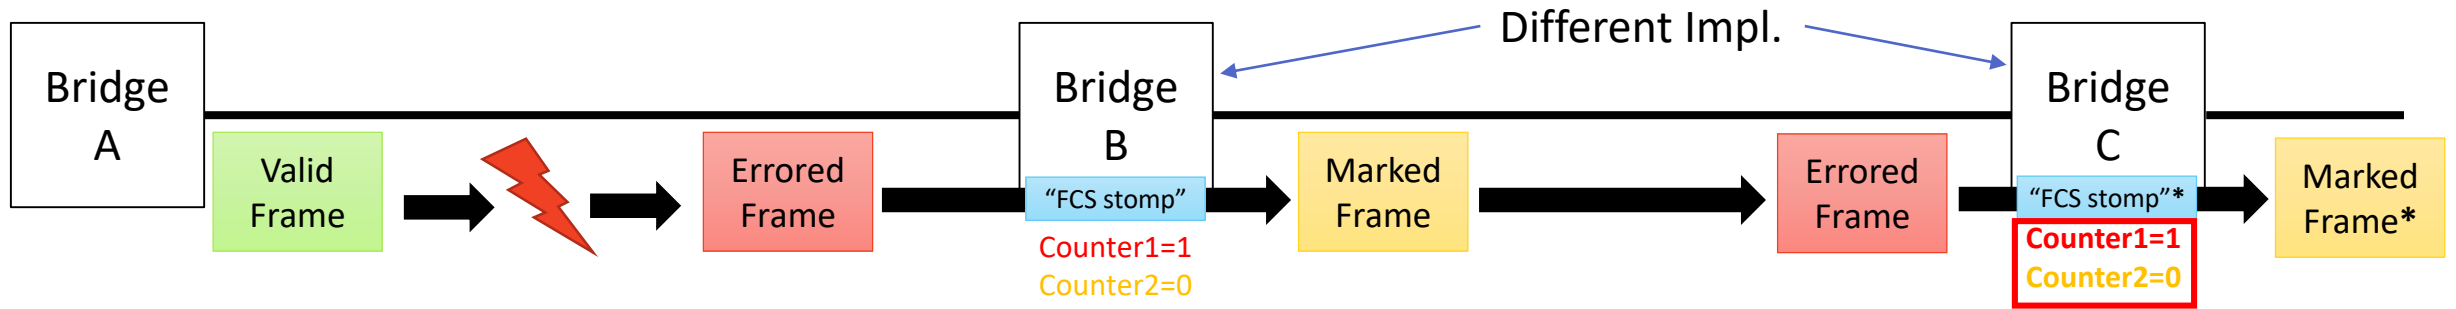 Different Impl.
Bridge
A
Bridge
B
Bridge
C
Valid
Frame
Errored
Frame
“FCS stomp”
Counter1=1
Counter2=0
Marked
Frame
Errored
Frame
“FCS stomp”*
Counter1=1
Counter2=0
Marked
Frame*